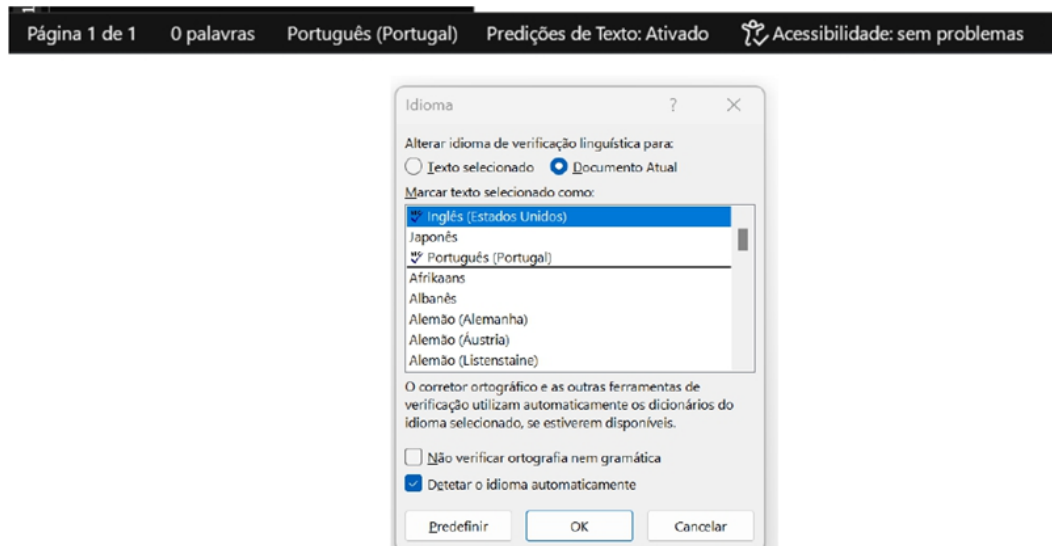 Página 1 de 1 0 palavras Português (Portugal) Predições de Texto: Ativado Acessibilidade: sem problemas
Idioma ? ×
Alterar idioma de verificação linguística para:
Texto selecionado Documento Atual
Marcar texto selecionado como:
Inglês (Estados Unidos)
Japonês
Português (Portugal)
Afrikaans
Albanês
Alemão (Alemanha)
Alemão (Áustria)
Alemão (Listenstaine)
O corretor ortográfico e as outras ferramentas de
verificação utilizam automaticamente os dicionários do
idioma selecionado, se estiverem disponíveis.
Não verificar ortografia nem gramática
Detetar o idioma automaticamente
Predefinir OK Cancelar